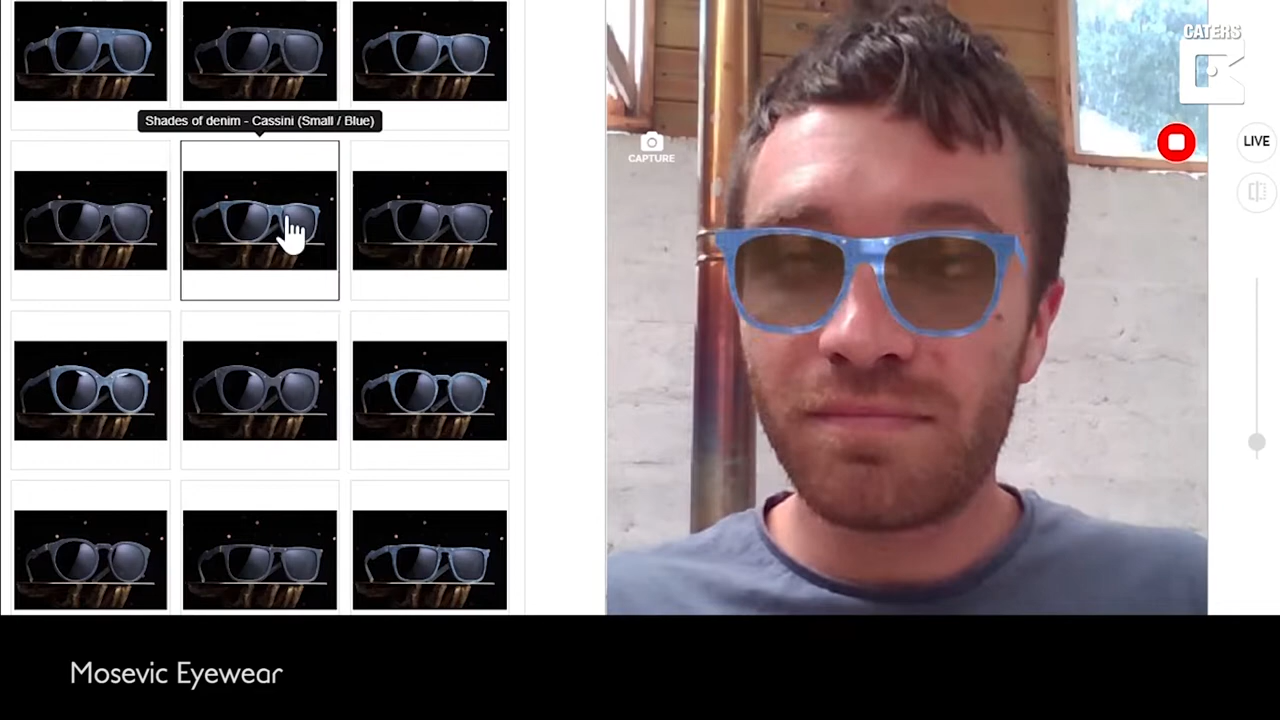 CATERS
Shades of denim - Cassini (Small / Blue)
CAPTURE
LIVE
Mosevic Eyewear